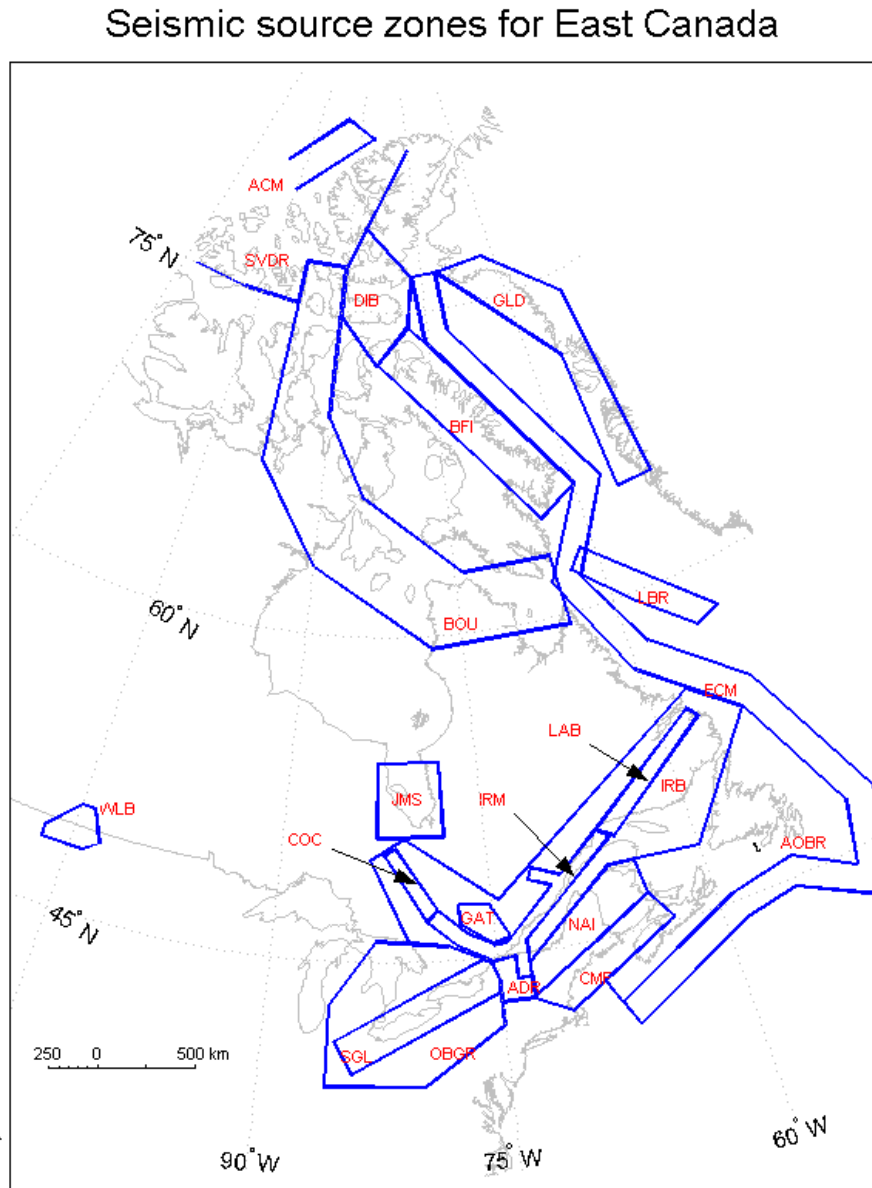 Seismic source zones for East Canada
ACM
75°N
SVDR
DIB
GLD
BFI
LBR
60°N
BOU
ECM
LAB
IRB
JMS
IRM
WLB
COC
AOBR
GAT
NAI
45°N
ADR
CMF
SGL
OBGR
250 0 500 km
90°W
75°W
60°W